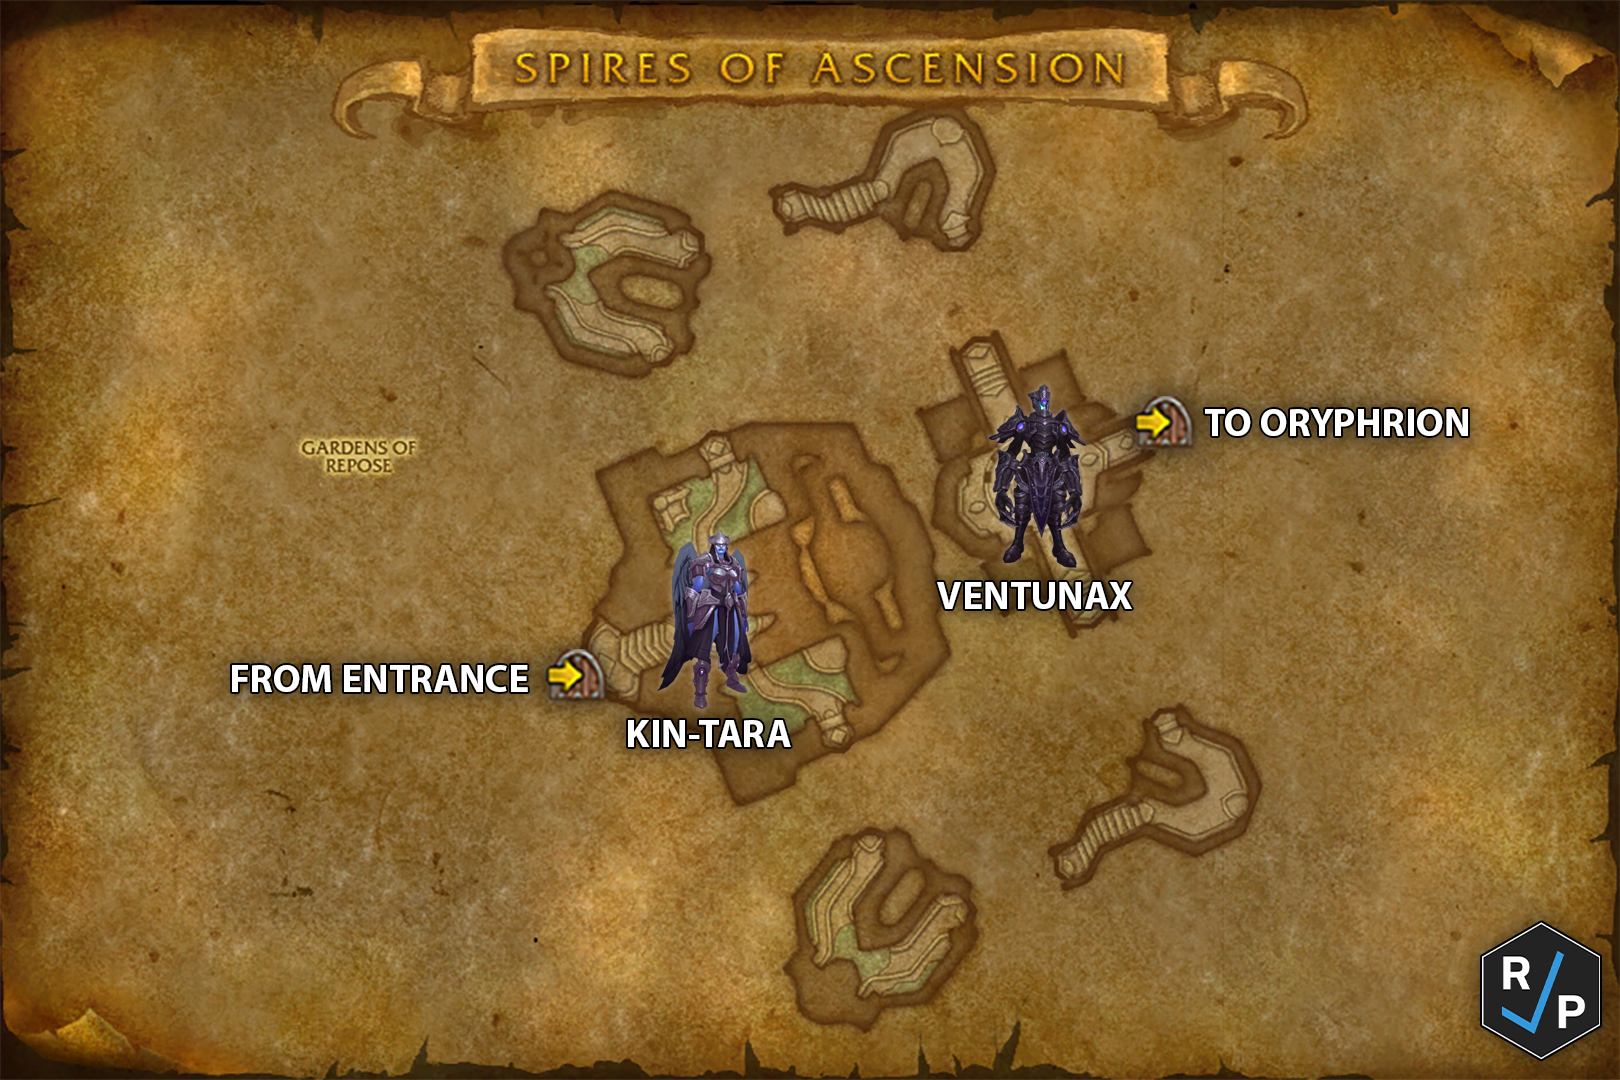 SPIRES OF ASCENSION
GARDENS OF
REPOSE
TO ORYPHRION
VENTUNAX
FROM ENTRANCE
KIN-TARA
R
P